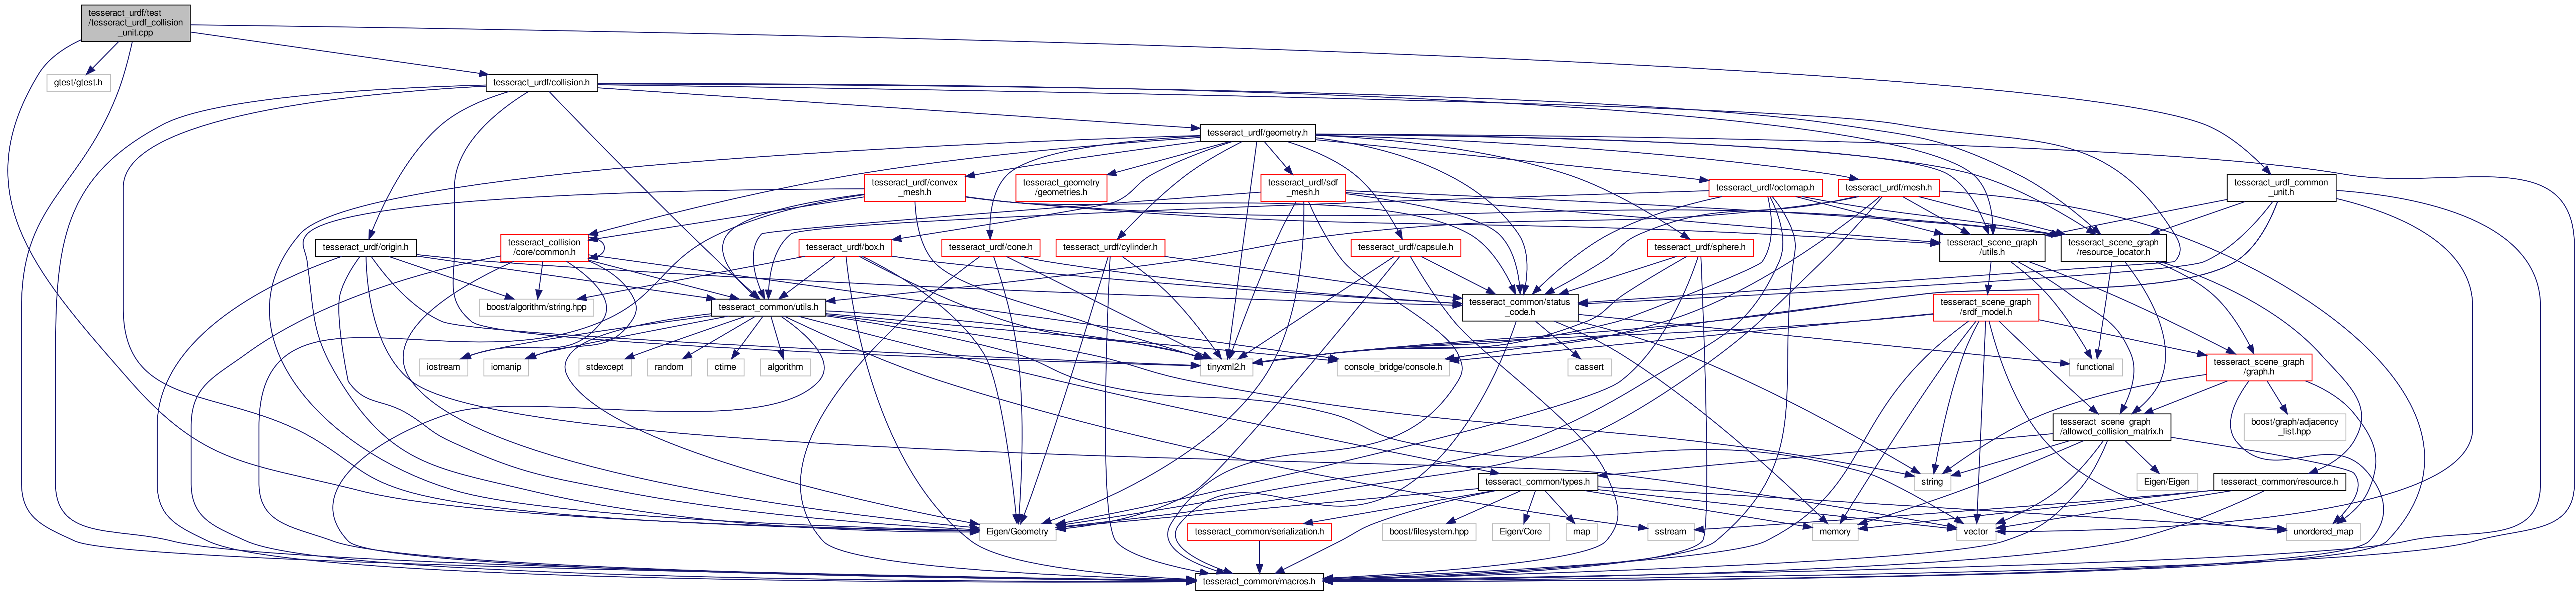 tesseract_urdf/test
/tesseract_urdf_collision
_unit.cpp
gtest/gtest.h
tesseract_urdf/collision.h
tesseract_urdf/geometry.h
tesseract_urdf/convex
_mesh.h
tesseract_geometry
/geometries.h
tesseract_urdf/sdf
_mesh.h
tesseract_urdf/octomap.h
tesseract_urdf/mesh.h
tesseract_urdf_common
_unit.h
tesseract_urdf/origin.h
tesseract_collision
/core/common.h
tesseract_urdf/box.h
tesseract_urdf/cone.h
tesseract_urdf/cylinder.h
tesseract_urdf/capsule.h
tesseract_urdf/sphere.h
tesseract_scene_graph
/utils.h
tesseract_scene_graph
/resource_locator.h
boost/algorithm/string.hpp
tesseract_common/utils.h
tesseract_common/status
_code.h
tesseract_scene_graph
/srdf_model.h
iostream
iomanip
stdexcept
random
ctime
algorithm
tinyxml2.h
console_bridge/console.h
cassert
functional
tesseract_scene_graph
/graph.h
tesseract_scene_graph
/allowed_collision_matrix.h
boost/graph/adjacency
_list.hpp
tesseract_common/types.h
string
Eigen/Eigen
tesseract_common/resource.h
Eigen/Geometry
tesseract_common/serialization.h
boost/filesystem.hpp
Eigen/Core
map
sstream
memory
vector
unordered_map
tesseract_common/macros.h